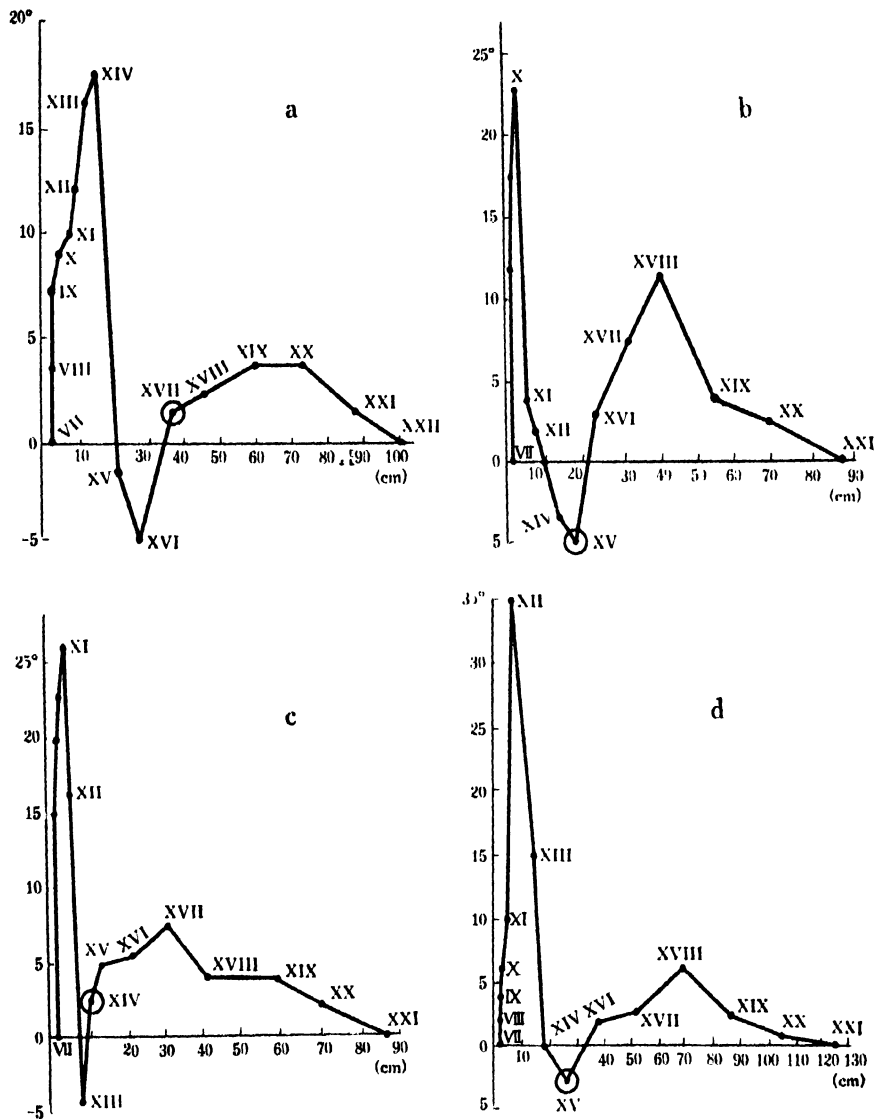 a
20°
15
10
5
0
-5
XIV
XIII
XII
XI
X
IX
VIII
VII
XV
XVI
XVII
XVIII
XIX
XX
XXI
XXII
10 30 40 50 60 70 80 90 100
(cm)
b
25°
20
15
10
5
0
5
X
XI
XII
VII
XIV
XV
XVI
XVII
XVIII
XIX
XX
XXI
10 20 30 40 50 60 70 80 90
(cm)
c
25°
20
15
10
5
0
-5
XI
XII
VII
XIII
XIV
XV
XVI
XVII
XVIII
XIX
XX
XXI
20 30 40 50 60 70 80 90
(cm)
d
30
25
20
15
10
5
0
5
XII
XIII
XI
X
IX
VIII
VII
XIV
XV
XVI
XVII
XVIII
XIX
XX
XXI
10 40 50 60 70 80 90 100 110 120 130
(cm)